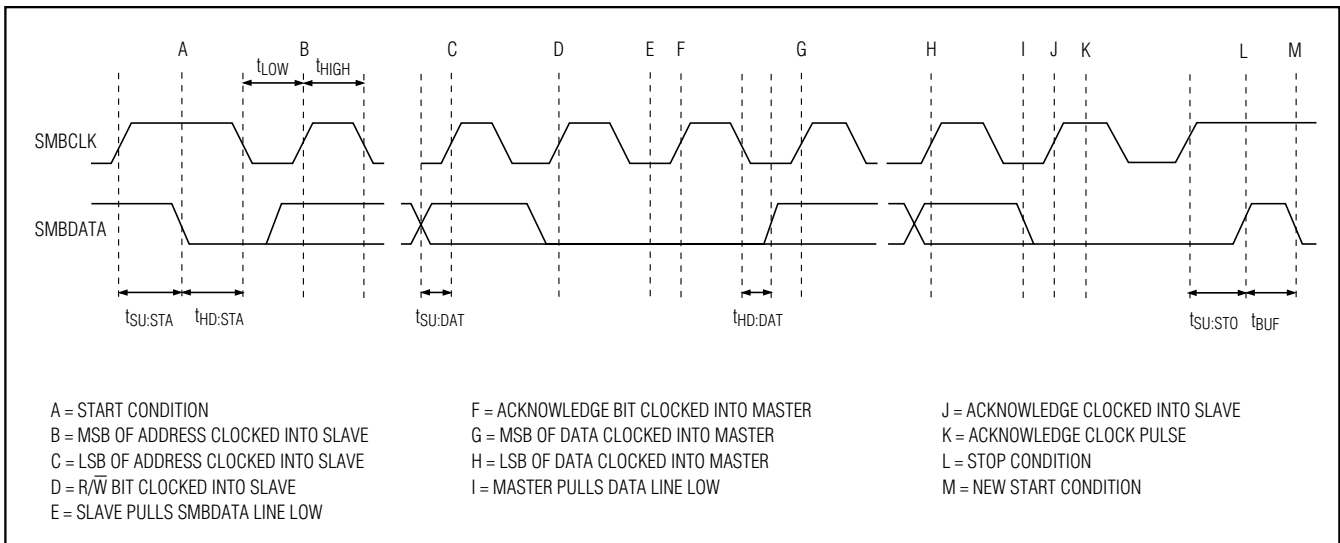 A B C D E F G H I J K L M
tLOW tHIGH
SMBCLK
SMBDATA
tSU:STA tHD:STA tSU:DAT tHD:DAT tSU:STO tBUF
A = START CONDITION
B = MSB OF ADDRESS CLOCKED INTO SLAVE
C = LSB OF ADDRESS CLOCKED INTO SLAVE
D = R/W̅ BIT CLOCKED INTO SLAVE
E = SLAVE PULLS SMBDATA LINE LOW
F = ACKNOWLEDGE BIT CLOCKED INTO MASTER
G = MSB OF DATA CLOCKED INTO MASTER
H = LSB OF DATA CLOCKED INTO MASTER
I = MASTER PULLS DATA LINE LOW
J = ACKNOWLEDGE CLOCKED INTO SLAVE
K = ACKNOWLEDGE CLOCK PULSE
L = STOP CONDITION
M = NEW START CONDITION